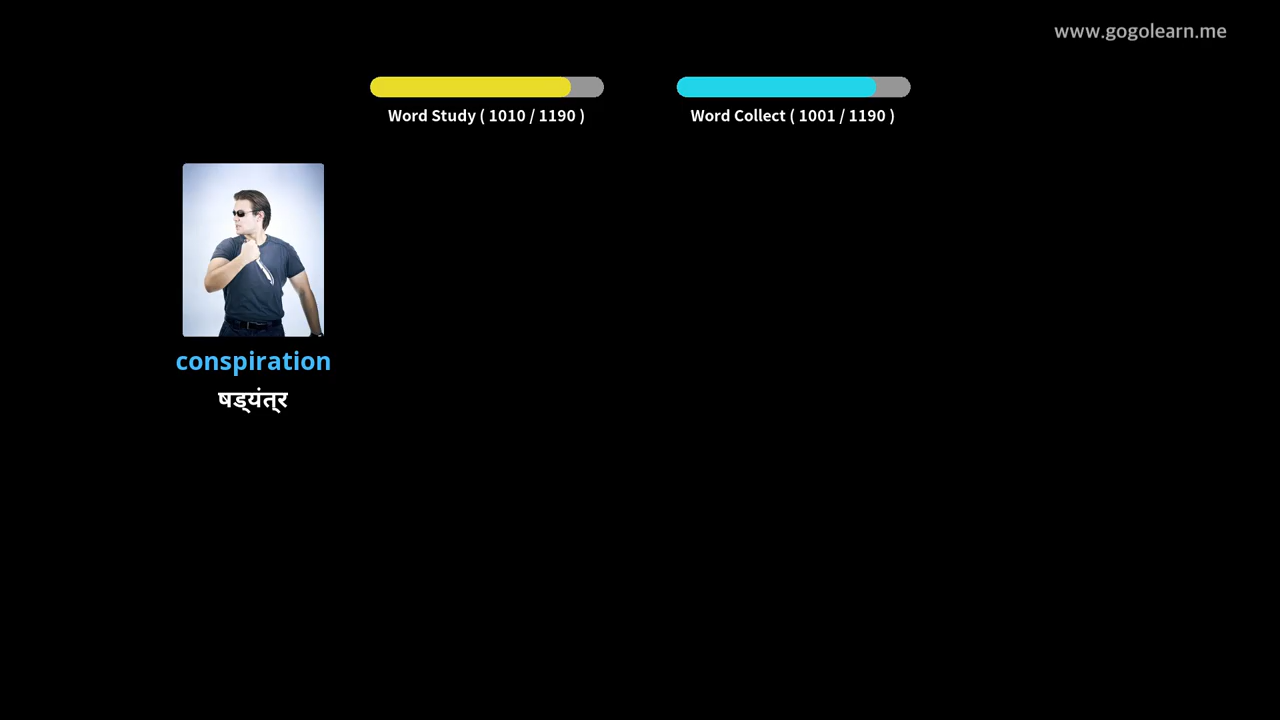 www.gogolearn.me
Word Study ( 1010 / 1190 )
Word Collect ( 1001 / 1190 )
conspiration
षड्यंत्र